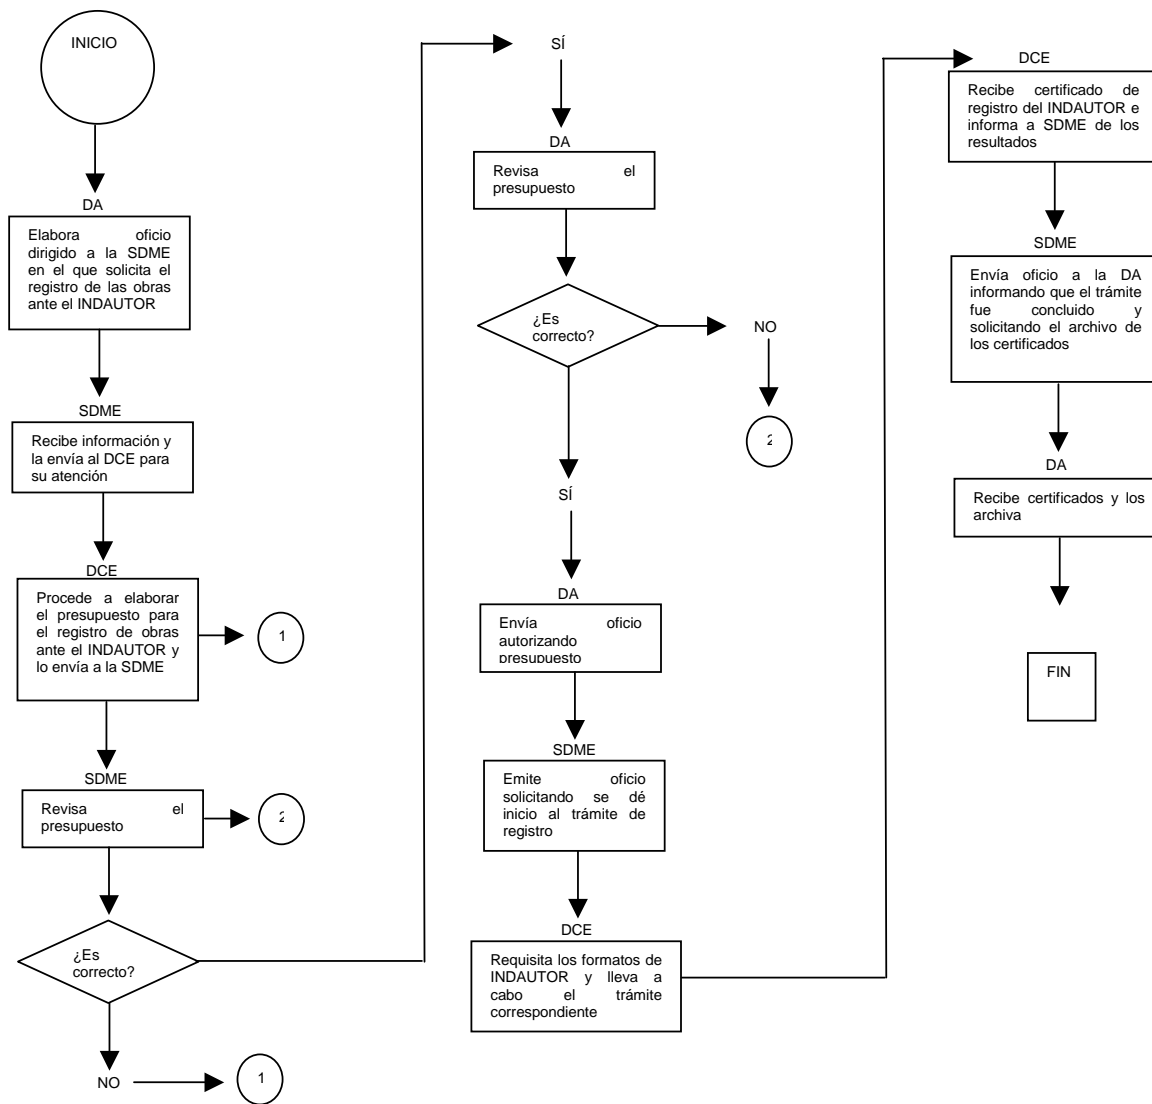 INICIO
DA
Elabora oficio
dirigido a la SDME
en el que solicita el
registro de las obras
ante el INDAUTOR
SDME
Recibe información y
la envía al DCE para
su atención
DCE
Procede a elaborar
el presupuesto para
el registro de obras
ante el INDAUTOR y
lo envía a la SDME
1
SDME
Revisa el
presupuesto
2
¿Es
correcto?
NO
1
SÍ
DA
Revisa el
presupuesto
¿Es
correcto?
NO
2
SÍ
DA
Envía oficio
autorizando
presupuesto
SDME
Emite oficio
solicitando se dé
inicio al trámite de
registro
DCE
Requisita los formatos de
INDAUTOR y lleva a
cabo el trámite
correspondiente
DCE
Recibe certificado de
registro del INDAUTOR e
informa a SDME de los
resultados
SDME
Envía oficio a la DA
informando que el trámite
fue concluido y
solicitando el archivo de
los certificados
DA
Recibe certificados y los
archiva
FIN